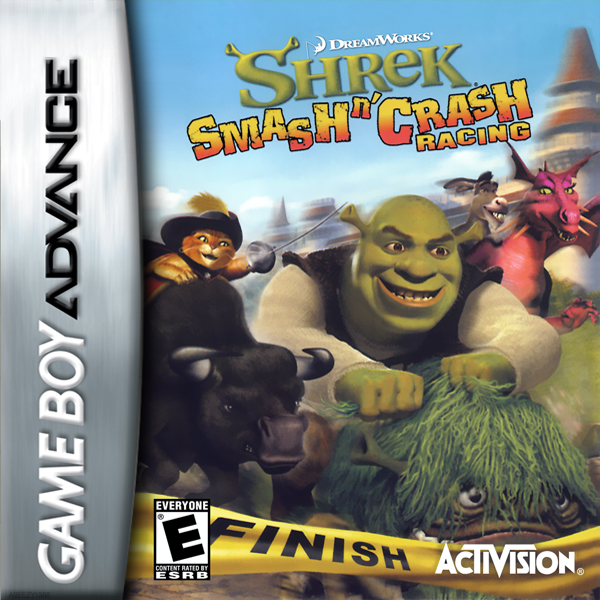 GAME BOY ADVANCE
DREAMWORKS®
SHREK
SMASH n' CRASH
RACING
EVERYONE
E
CONTENT RATED BY
ESRB
FINISH
ACTIVISION®